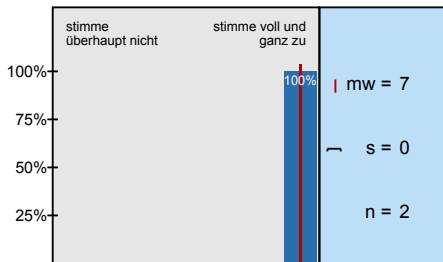 stimme
überhaupt nicht
stimme voll und
ganz zu
100%
75%
50%
25%
100%
mw = 7
s = 0
n = 2